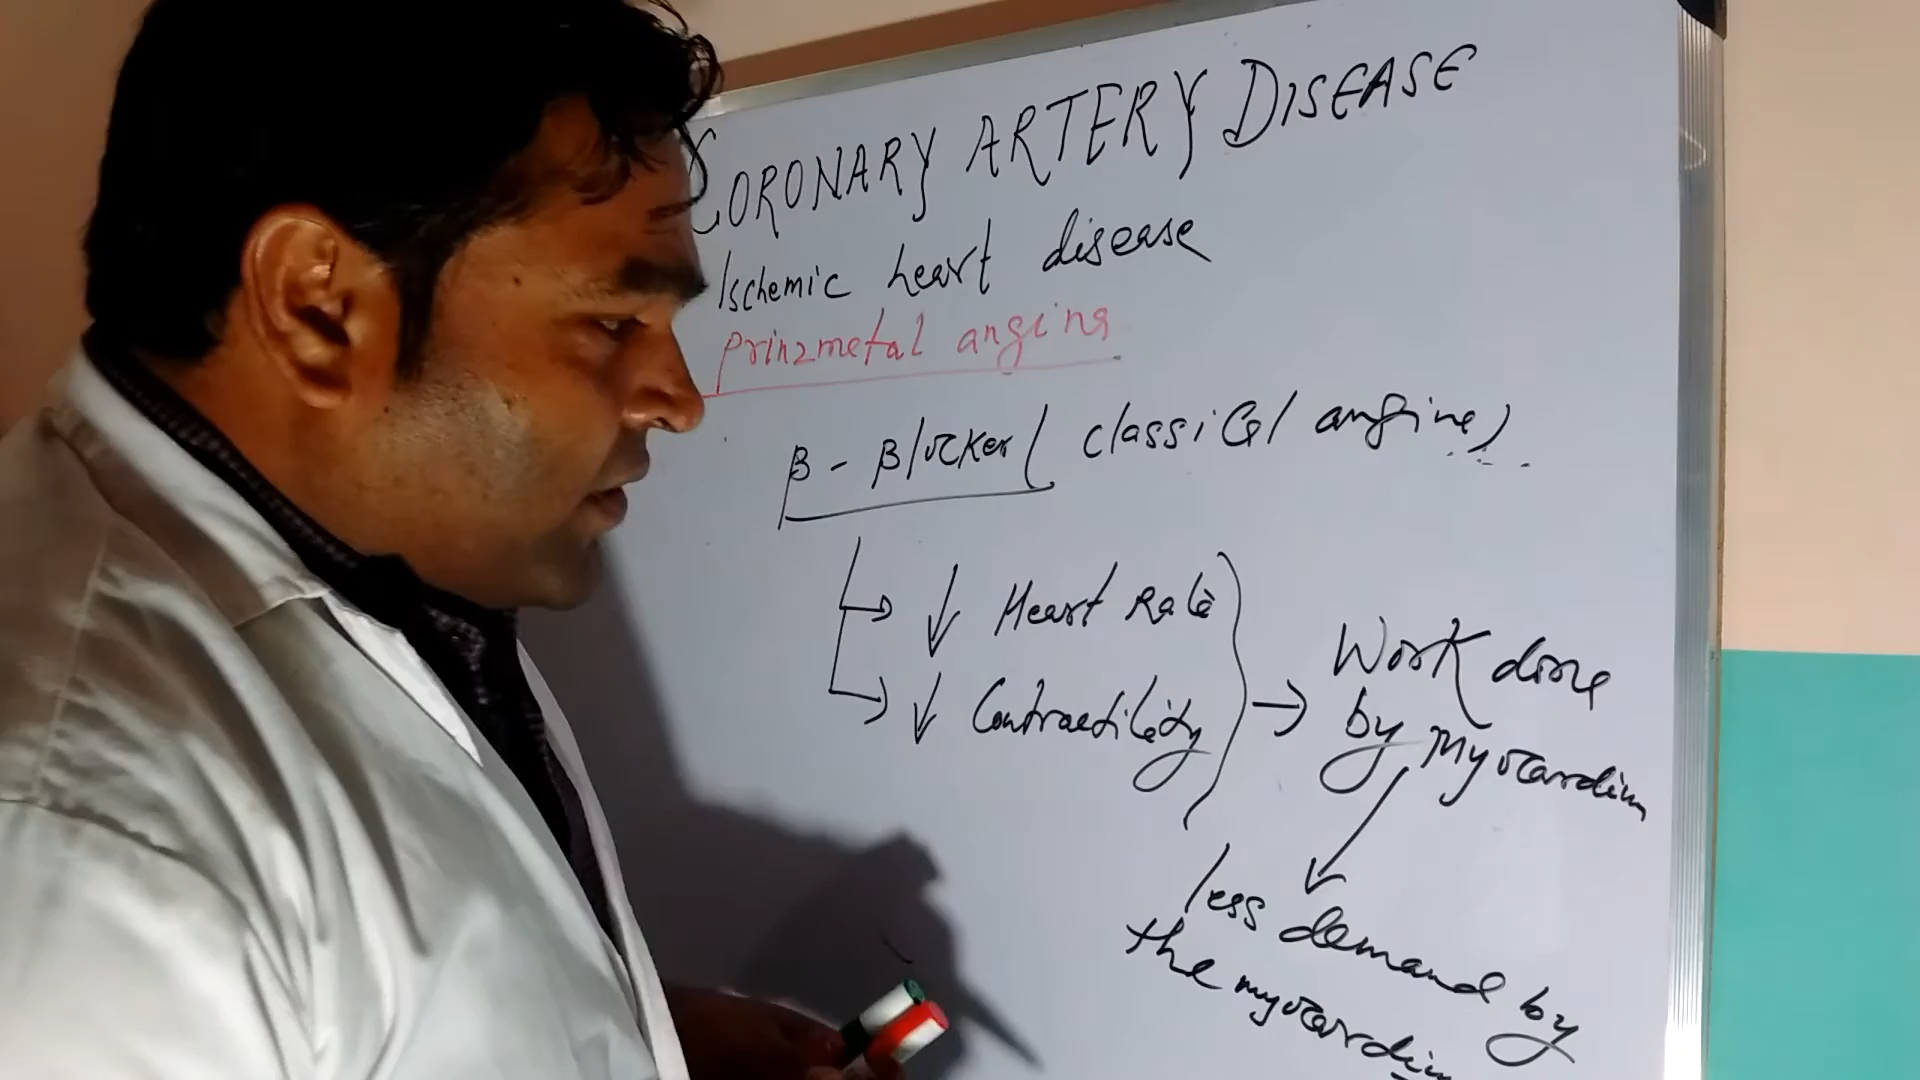 CORONARY ARTERY DISEASE
Ischemic heart disease
Prinzmetal angina
β - Blocker (classical angina)
↓ Heart Rate
↓ Contractility
→ Work done
by myocardium
less demand by
the myocardium